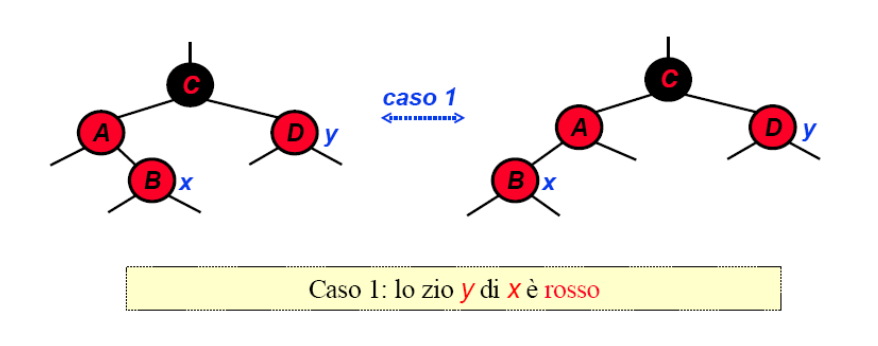 C
A
D y
B x
caso 1
C
A
D y
B x
Caso 1: lo zio y di x è rosso